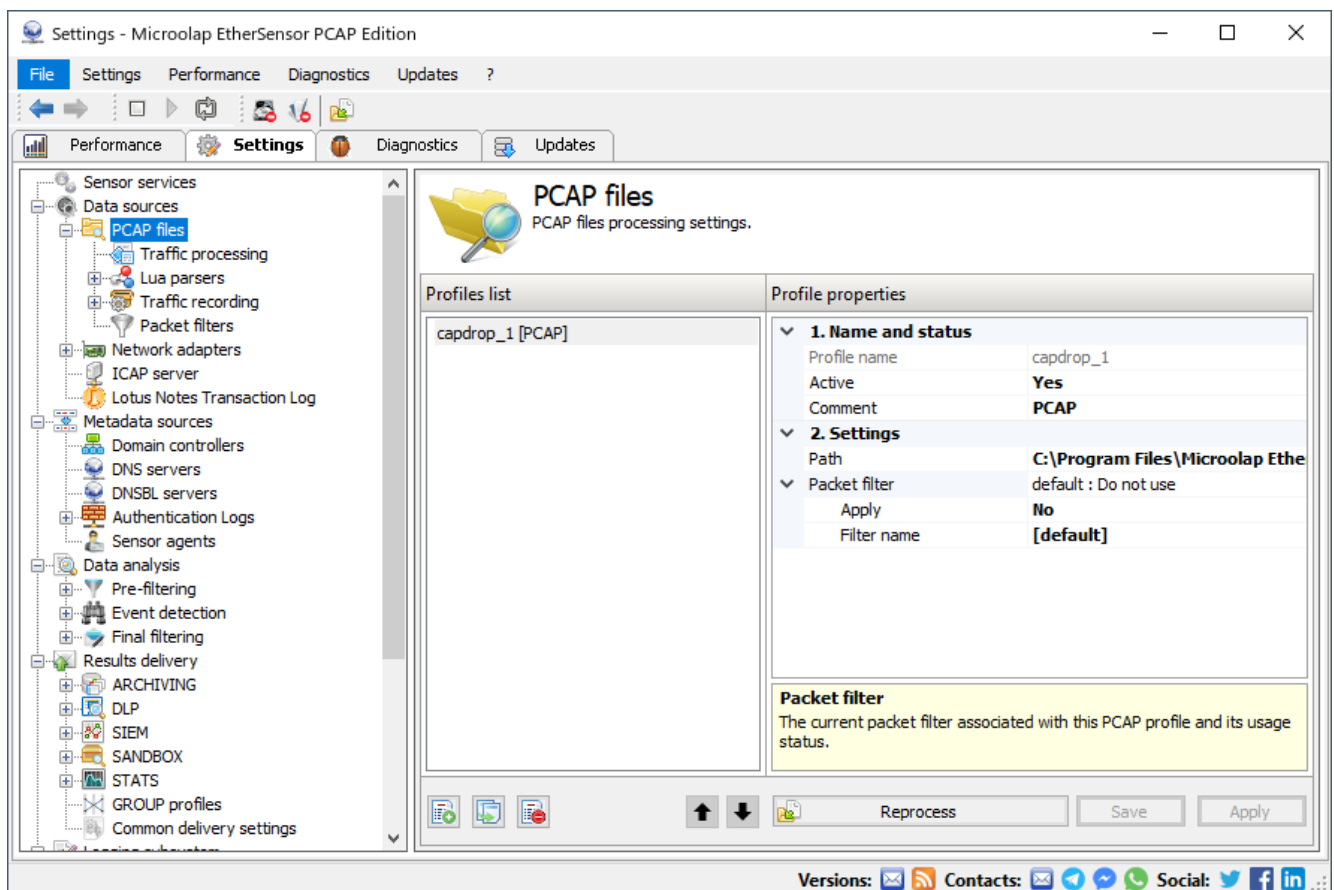 Settings - Microolap EtherSensor PCAP Edition
File Settings Performance Diagnostics Updates ?
Performance Settings Diagnostics Updates
Sensor services
Data sources
PCAP files
Traffic processing
Lua parsers
Traffic recording
Packet filters
Network adapters
ICAP server
Lotus Notes Transaction Log
Metadata sources
Domain controllers
DNS servers
DNSBL servers
Authentication Logs
Sensor agents
Data analysis
Pre-filtering
Event detection
Final filtering
Results delivery
ARCHIVING
DLP
SIEM
SANDBOX
STATS
GROUP profiles
Common delivery settings
PCAP files
PCAP files processing settings.
Profiles list
capdrop_1 [PCAP]
Profile properties
1. Name and status
Profile name capdrop_1
Active Yes
Comment PCAP
2. Settings
Path C:\Program Files\Microolap Ethe
Packet filter default : Do not use
Apply No
Filter name [default]
Packet filter
The current packet filter associated with this PCAP profile and its usage
status.
Reprocess Save Apply
Versions: Contacts: Social: